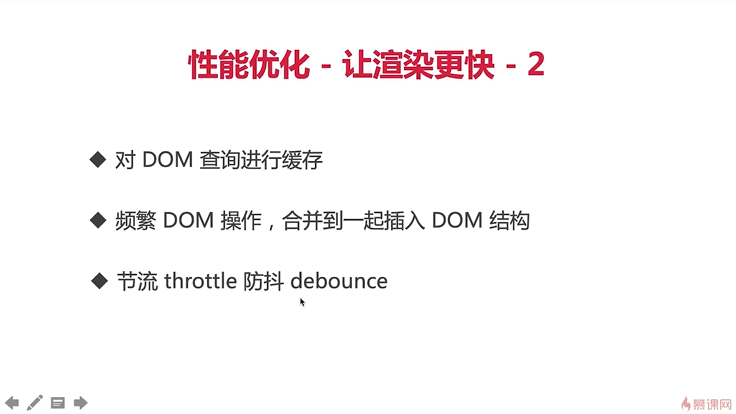 性能优化 - 让渲染更快 - 2
对 DOM 查询进行缓存
频繁 DOM 操作，合并到一起插入 DOM 结构
节流 throttle 防抖 debounce
慕课网